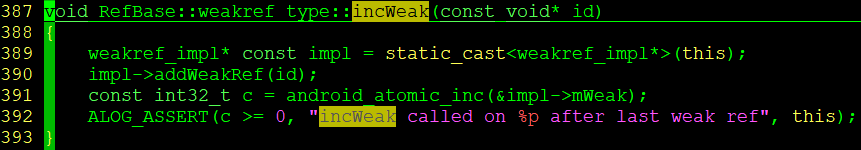 387 void RefBase::weakref_type::incWeak(const void* id)
388 {
389     weakref_impl* const impl = static_cast<weakref_impl*>(this);
390     impl->addWeakRef(id);
391     const int32_t c = android_atomic_inc(&impl->mWeak);
392     ALOG_ASSERT(c >= 0, "incWeak called on %p after last weak ref", this);
393 }